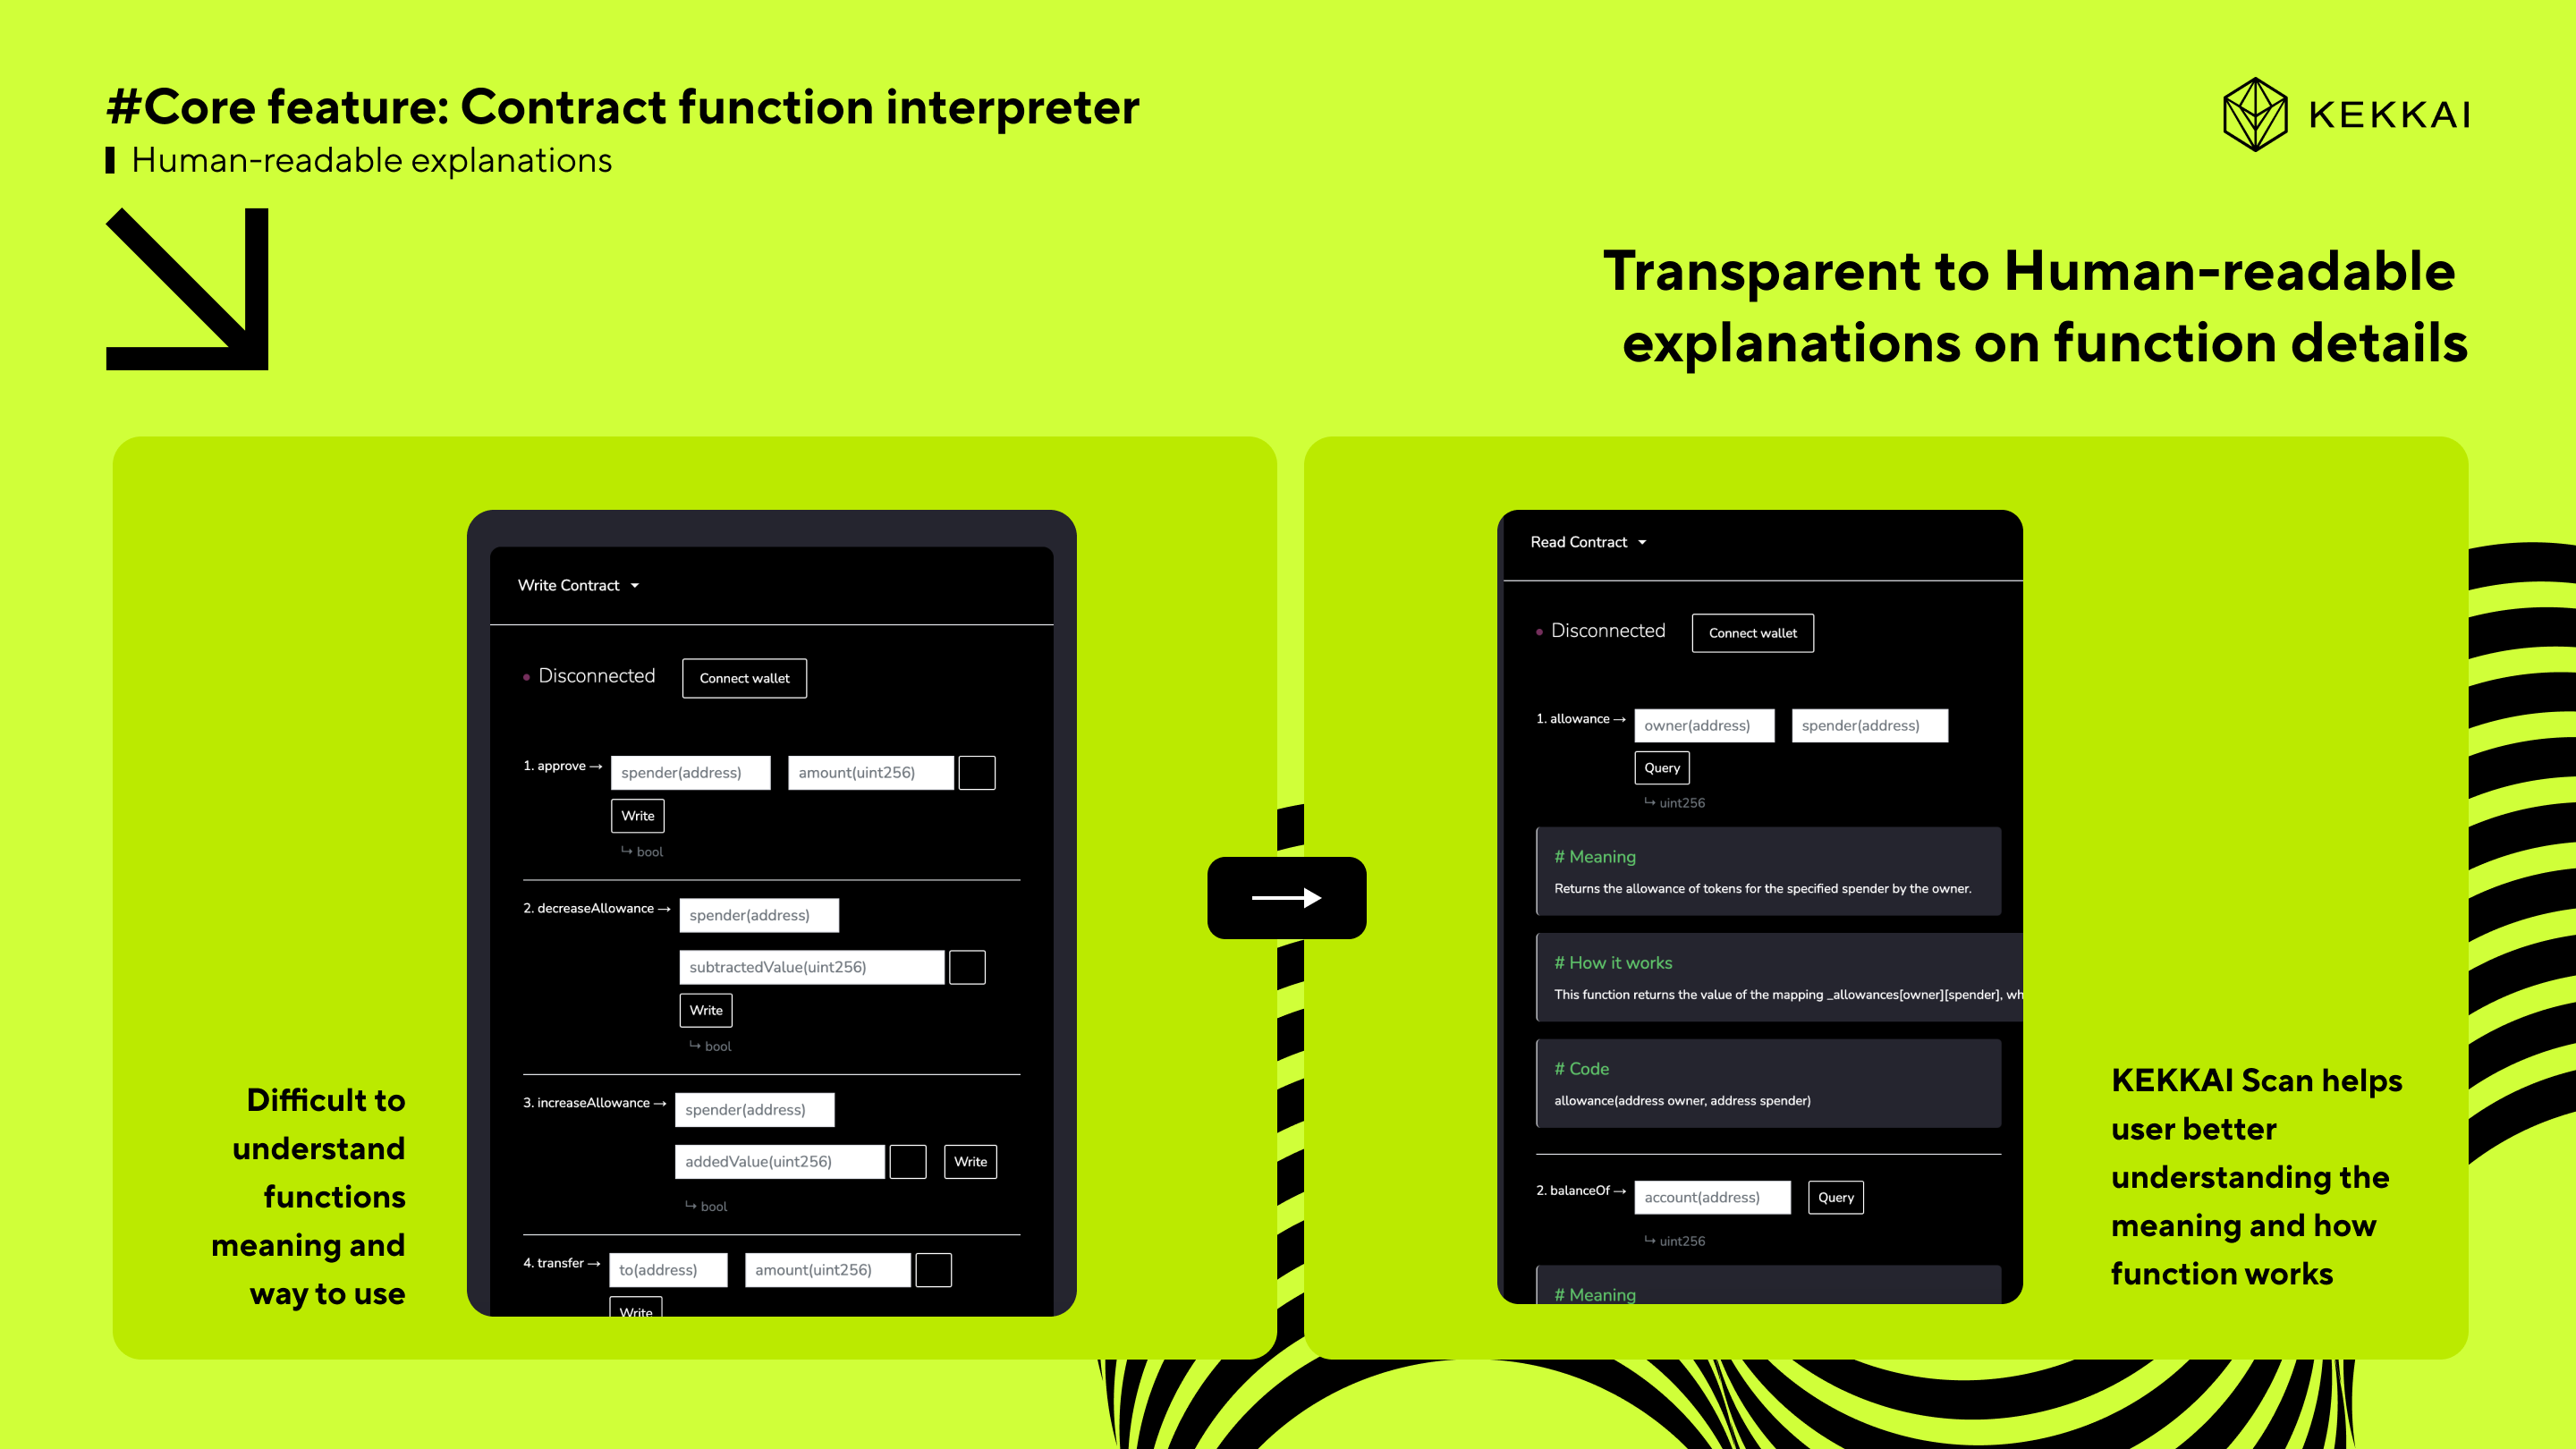 #Core feature: Contract function interpreter
Human-readable explanations
KEKKAI
Transparent to Human-readable
explanations on function details
Difficult to
understand
functions
meaning and
way to use
Write Contract
Disconnected
Connect wallet
1. approve →
spender(address)
amount(uint256)
Write
↳ bool
2. decreaseAllowance →
spender(address)
subtractedValue(uint256)
Write
↳ bool
3. increaseAllowance →
spender(address)
addedValue(uint256)
Write
↳ bool
4. transfer →
to(address)
amount(uint256)
Write
Read Contract
Disconnected
Connect wallet
1. allowance →
owner(address)
spender(address)
Query
↳ uint256
# Meaning
Returns the allowance of tokens for the specified spender by the owner.
# How it works
This function returns the value of the mapping _allowances[owner][spender], wh
# Code
allowance(address owner, address spender)
2. balanceOf →
account(address)
Query
↳ uint256
# Meaning
KEKKAI Scan helps
user better
understanding the
meaning and how
function works